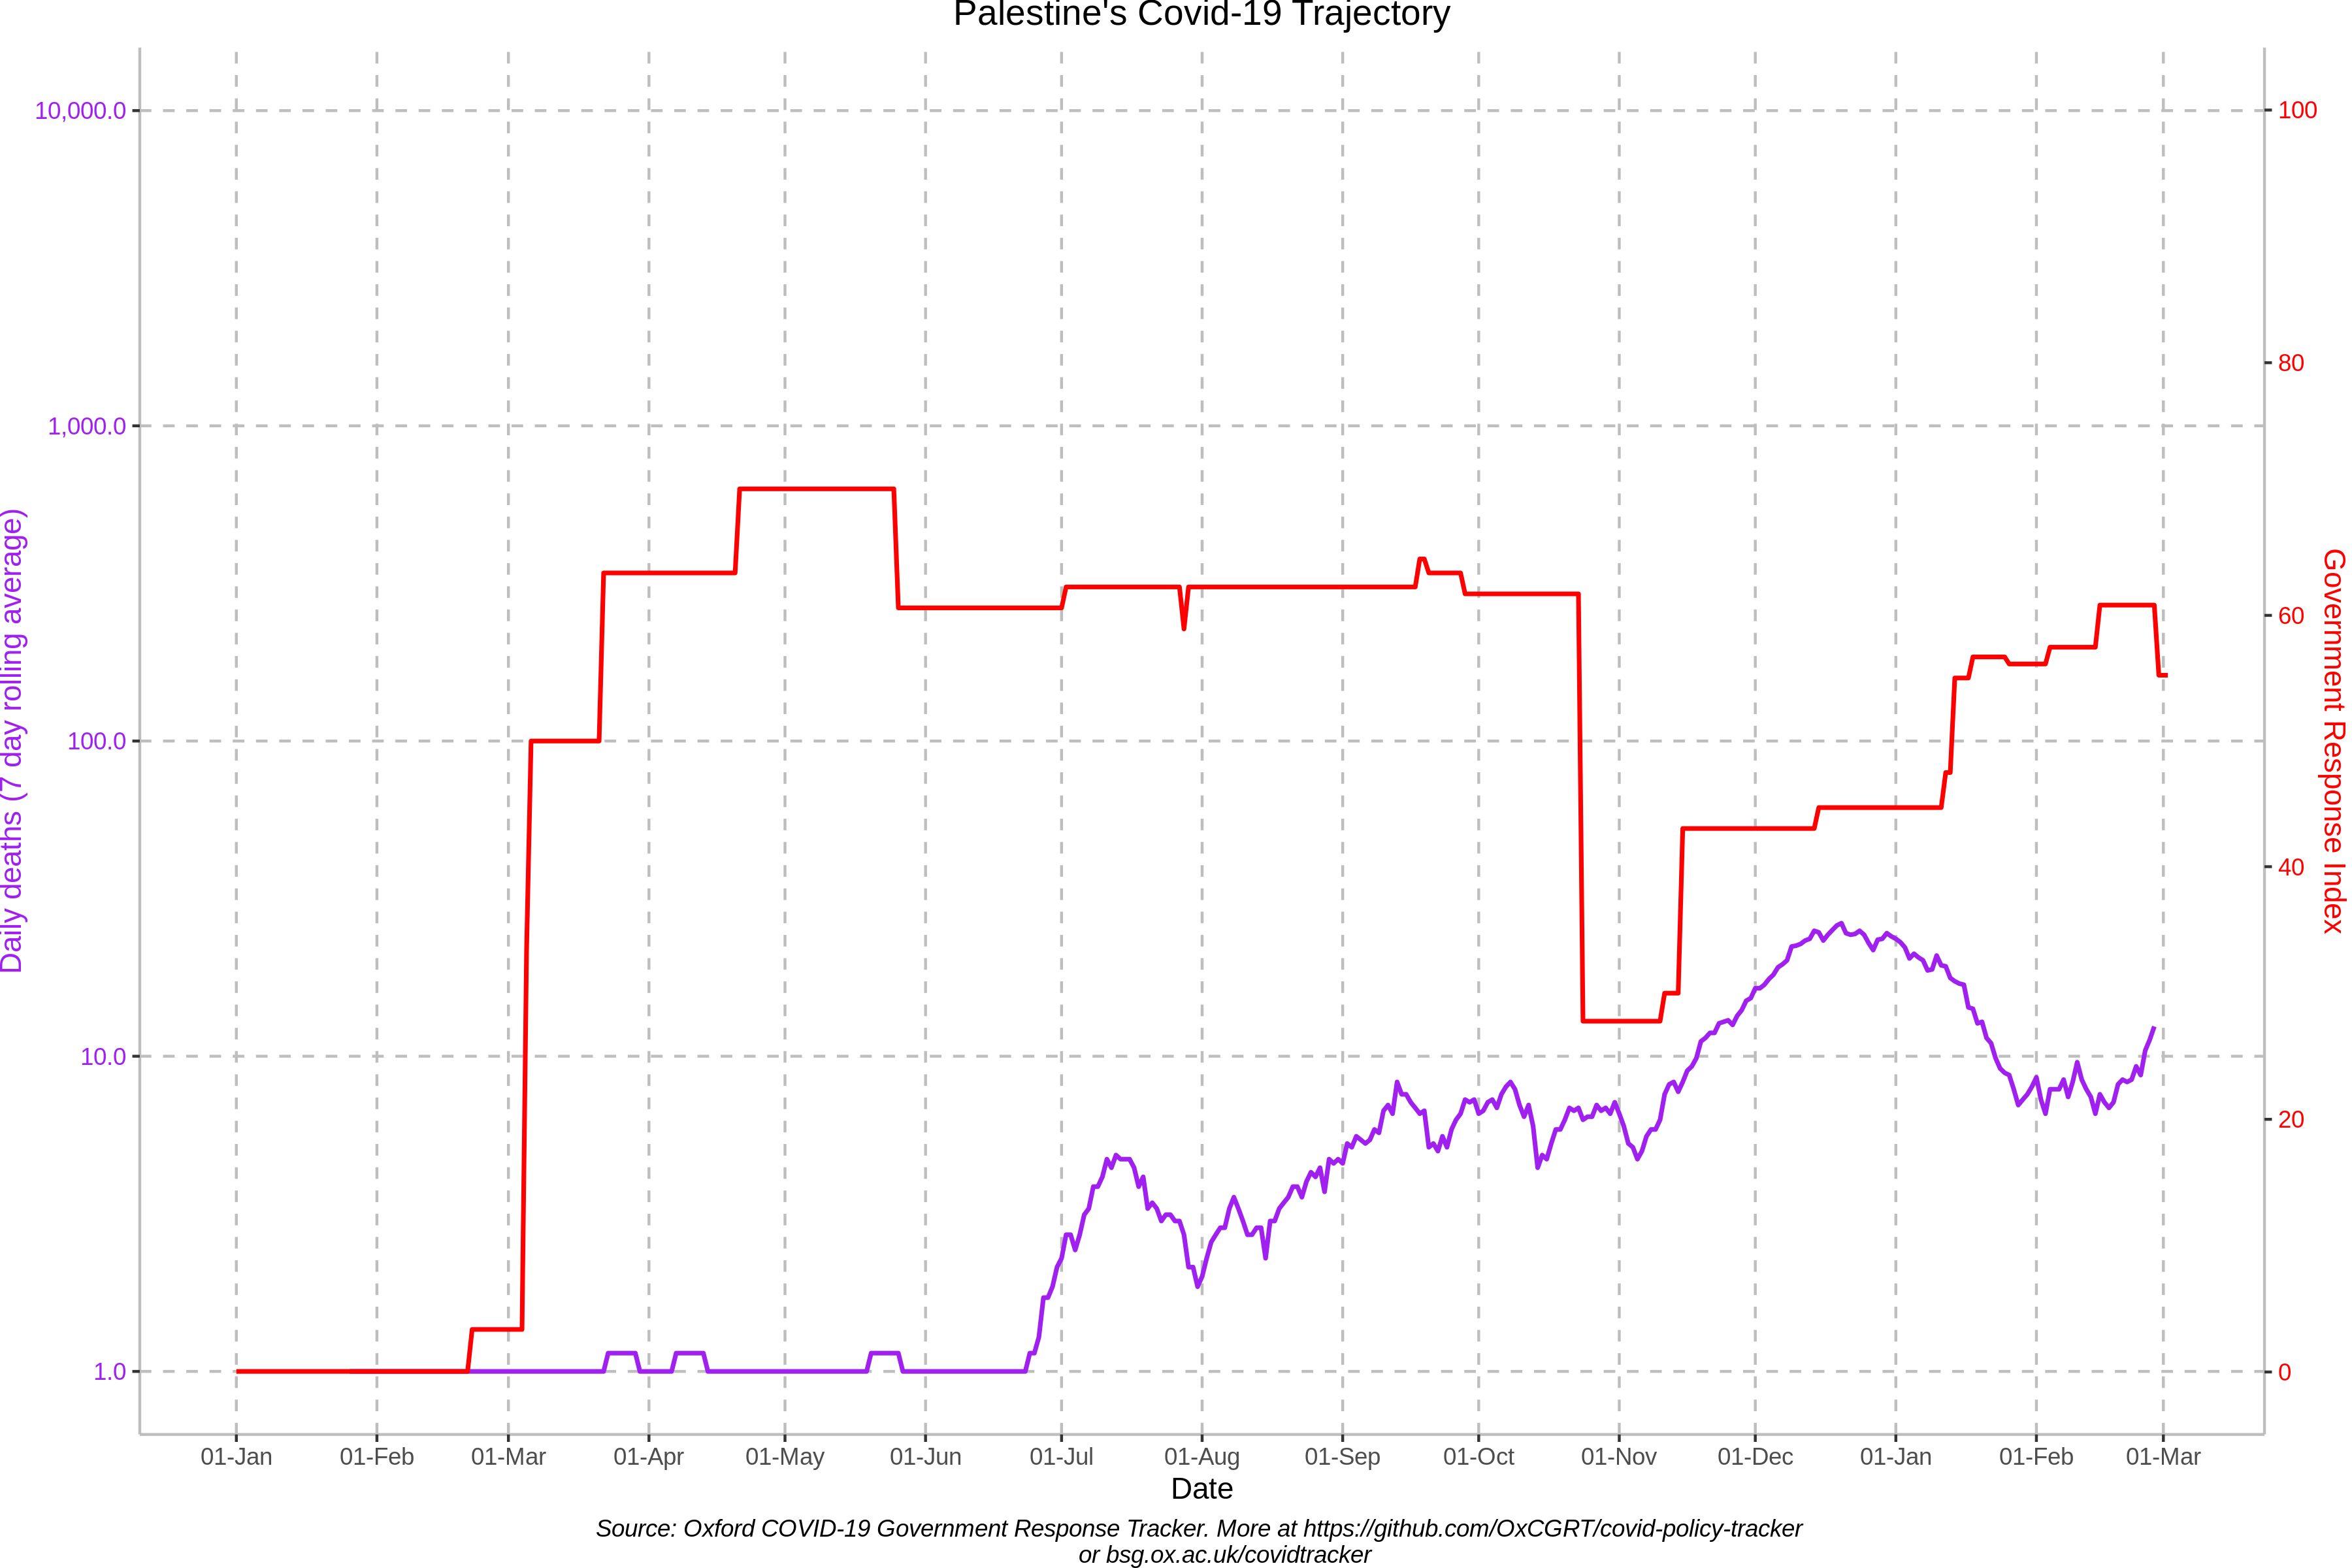 Palestine's Covid-19 Trajectory
10,000.0
1,000.0
100.0
10.0
1.0
Daily deaths (7 day rolling average)
100
80
60
40
20
0
Government Response Index
01-Jan 01-Feb 01-Mar 01-Apr 01-May 01-Jun 01-Jul 01-Aug 01-Sep 01-Oct 01-Nov 01-Dec 01-Jan 01-Feb 01-Mar
Date
Source: Oxford COVID-19 Government Response Tracker. More at https://github.com/OxCGRT/covid-policy-tracker
or bsg.ox.ac.uk/covidtracker